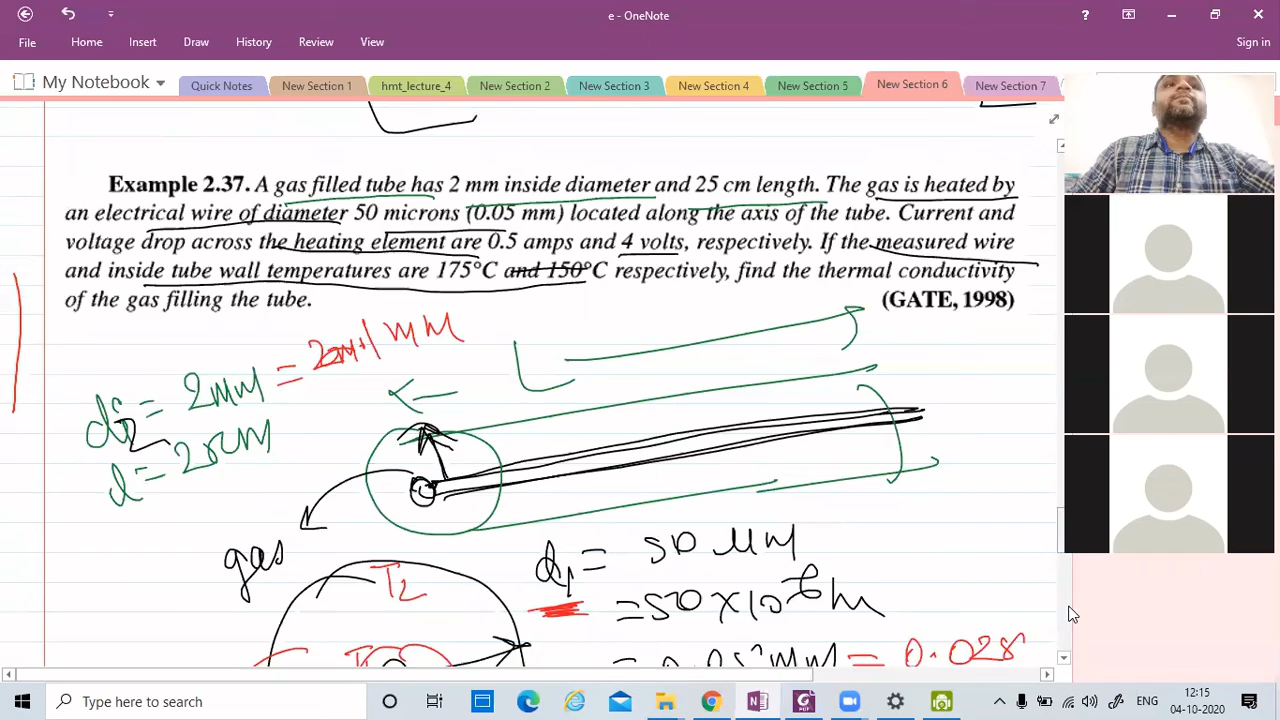 e - OneNote
Sign in
File Home Insert Draw History Review View
My Notebook Quick Notes New Section 1 hmt_lecture_4 New Section 2 New Section 3 New Section 4 New Section 5 New Section 6 New Section 7
Example 2.37. A gas filled tube has 2 mm inside diameter and 25 cm length. The gas is heated by
an electrical wire of diameter 50 microns (0.05 mm) located along the axis of the tube. Current and
voltage drop across the heating element are 0.5 amps and 4 volts, respectively. If the measured wire
and inside tube wall temperatures are 175°C and 150°C respectively, find the thermal conductivity
of the gas filling the tube. (GATE, 1998)
= 2mm =
L
l = 25cm
gas
d1 = 50 μm
= 50 x 10-6 m
T2
= mm = 0.025
ENG
2:15
04-10-2020
Type here to search